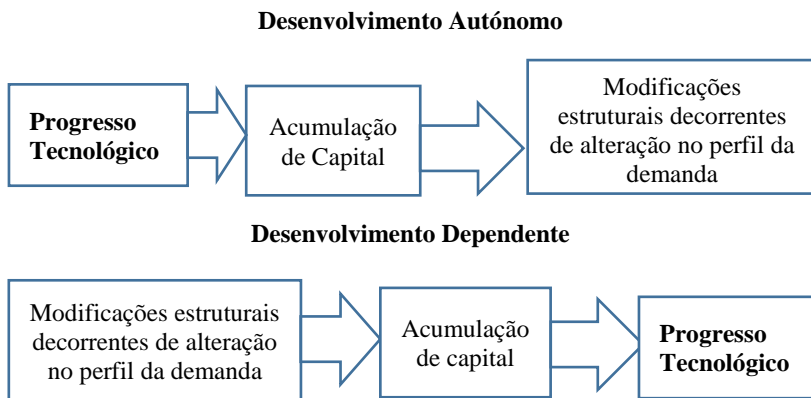 Desenvolvimento Autónomo
Progresso
Tecnológico
Acumulação
de Capital
Modificações
estruturais decorrentes
de alteração no perfil da
demanda
Desenvolvimento Dependente
Modificações estruturais
decorrentes de alteração
no perfil da demanda
Acumulação
de capital
Progresso
Tecnológico